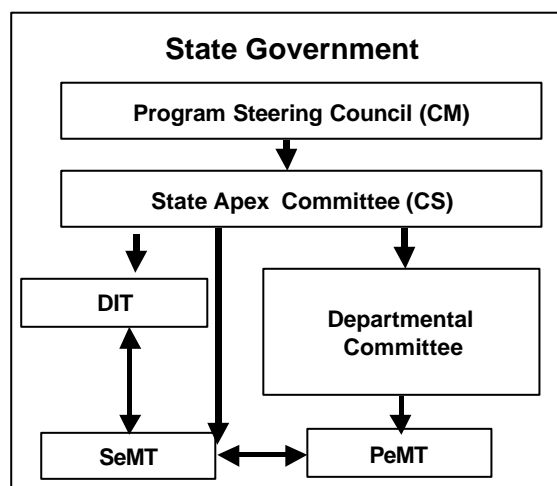 State Government
Program Steering Council (CM)
State Apex Committee (CS)
DIT
Departmental
Committee
SeMT
PeMT